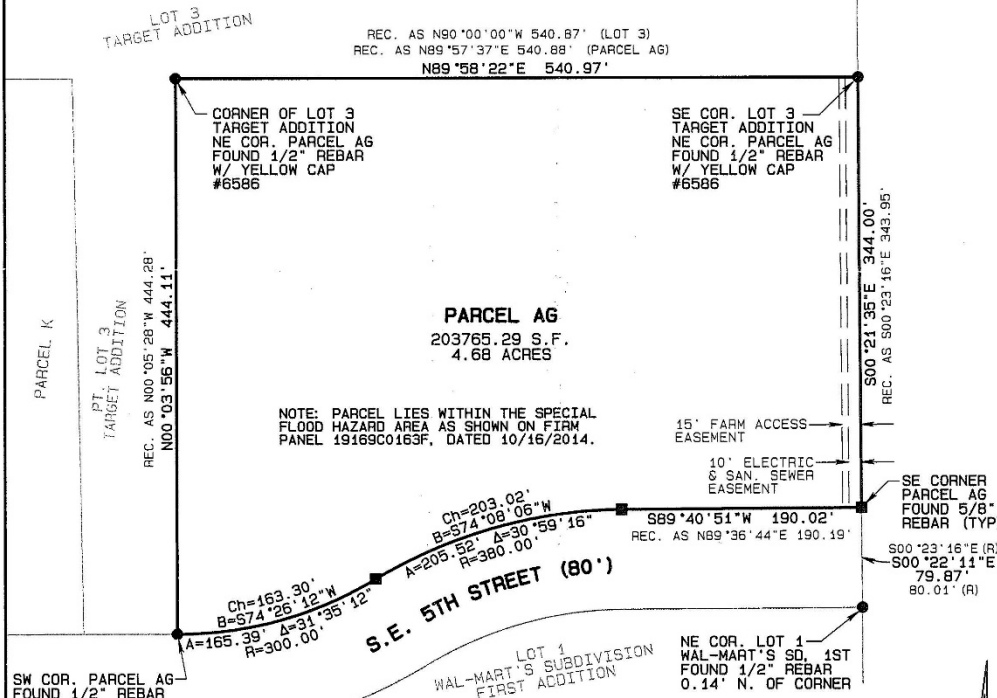 LOT 3
TARGET ADDITION
REC. AS N90°00'00"W 540.87' (LOT 3)
REC. AS N89°57'37"E 540.88' (PARCEL AG)
N89°58'22"E 540.97'
CORNER OF LOT 3
TARGET ADDITION
NE COR. PARCEL AG
FOUND 1/2" REBAR
W/ YELLOW CAP
#6586
SE COR. LOT 3
TARGET ADDITION
NE COR. PARCEL AG
FOUND 1/2" REBAR
W/ YELLOW CAP
#6586
PARCEL K
PT. LOT 3
TARGET ADDITION
REC. AS N00°05'28"W 444.28'
N00°03'56"W 444.11'
PARCEL AG
203765.29 S.F.
4.68 ACRES
S00°21'35"E 344.00'
REC. AS S00°23'16"E 343.95'
NOTE: PARCEL LIES WITHIN THE SPECIAL
FLOOD HAZARD AREA AS SHOWN ON FIRM
PANEL 19169C0163F, DATED 10/16/2014.
15' FARM ACCESS
EASEMENT
10' ELECTRIC
& SAN. SEWER
EASEMENT
SE CORNER
PARCEL AG
FOUND 5/8"
REBAR (TYP
Ch=203.02'
B=S74°08'06"W
A=205.52' Δ=30°59'16"
R=380.00'
S89°40'51"W 190.02'
REC. AS N89°36'44"E 190.19'
S00°23'16"E (R)
S00°22'11"E
79.87'
80.01' (R)
Ch=163.30'
B=S74°26'12"W
A=165.39' Δ=31°35'12"
R=300.00'
S.E. 5TH STREET (80')
LOT 1
WAL-MART'S SUBDIVISION
FIRST ADDITION
NE COR. LOT 1
WAL-MART'S SD, 1ST
FOUND 1/2" REBAR
0.14' N. OF CORNER
SW COR. PARCEL AG
FOUND 1/2" REBAR